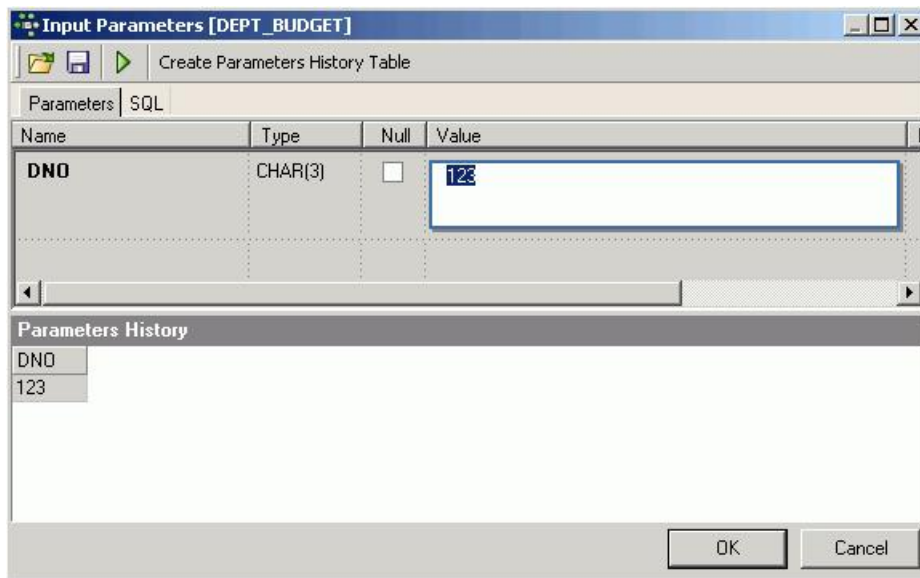 Input Parameters [DEPT_BUDGET]
Create Parameters History Table
Parameters SQL
Name Type Null Value
DNO CHAR(3) 123
Parameters History
DNO
123
OK Cancel